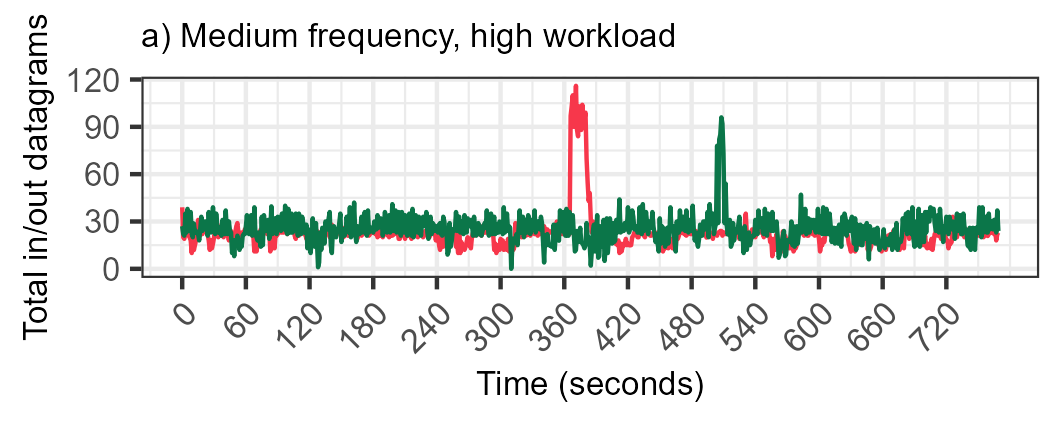 a) Medium frequency, high workload
Total in/out datagrams
120
90
60
30
0
0 60 120 180 240 300 360 420 480 540 600 660 720
Time (seconds)